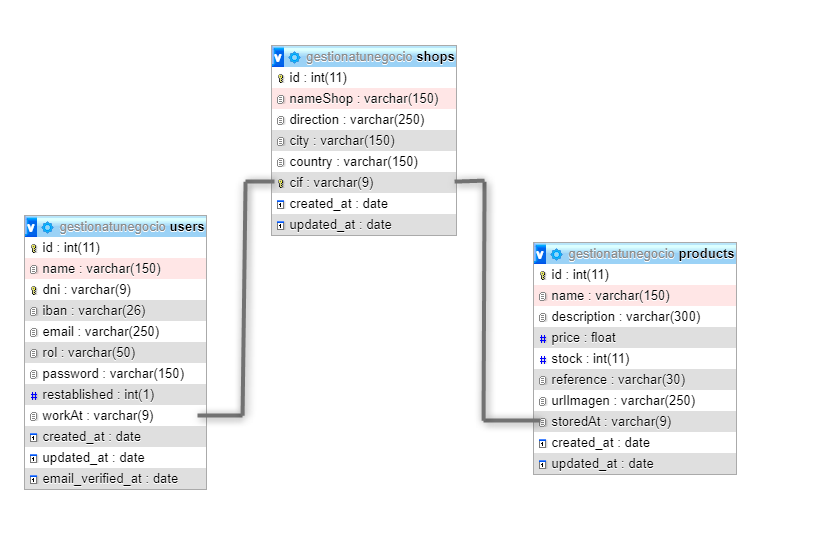 gestionatunegocio shops
id : int(11)
nameShop : varchar(150)
direction : varchar(250)
city : varchar(150)
country : varchar(150)
cif : varchar(9)
created_at : date
updated_at : date
gestionatunegocio users
id : int(11)
name : varchar(150)
dni : varchar(9)
iban : varchar(26)
email : varchar(250)
rol : varchar(50)
password : varchar(150)
# restablished : int(1)
workAt : varchar(9)
created_at : date
updated_at : date
email_verified_at : date
gestionatunegocio products
id : int(11)
name : varchar(150)
description : varchar(300)
# price : float
# stock : int(11)
reference : varchar(30)
urlImagen : varchar(250)
storedAt : varchar(9)
created_at : date
updated_at : date